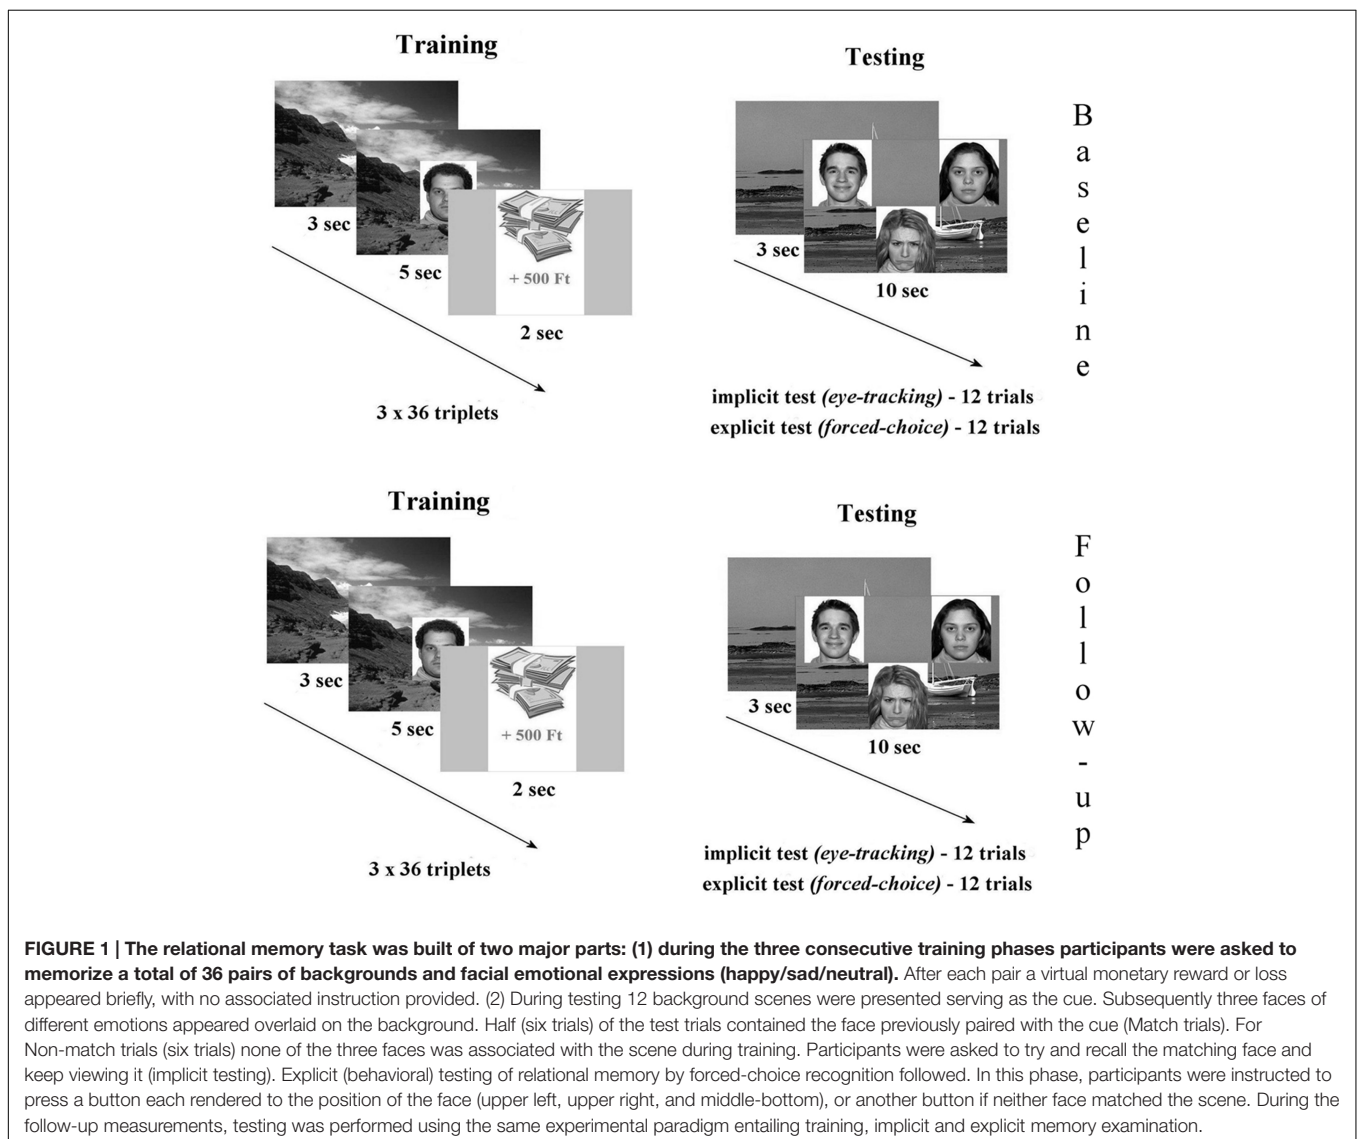 Training
Testing
3 sec
5 sec
+ 500 Ft
2 sec
3 x 36 triplets
3 sec
10 sec
implicit test (eye-tracking) - 12 trials
explicit test (forced-choice) - 12 trials
Baseline
Training
Testing
3 sec
5 sec
+ 500 Ft
2 sec
3 x 36 triplets
3 sec
10 sec
implicit test (eye-tracking) - 12 trials
explicit test (forced-choice) - 12 trials
Follow-up
FIGURE 1 | The relational memory task was built of two major parts: (1) during the three consecutive training phases participants were asked to
memorize a total of 36 pairs of backgrounds and facial emotional expressions (happy/sad/neutral). After each pair a virtual monetary reward or loss
appeared briefly, with no associated instruction provided. (2) During testing 12 background scenes were presented serving as the cue. Subsequently three faces of
different emotions appeared overlaid on the background. Half (six trials) of the test trials contained the face previously paired with the cue (Match trials). For
Non-match trials (six trials) none of the three faces was associated with the scene during training. Participants were asked to try and recall the matching face and
keep viewing it (implicit testing). Explicit (behavioral) testing of relational memory by forced-choice recognition followed. In this phase, participants were instructed to
press a button each rendered to the position of the face (upper left, upper right, and middle-bottom), or another button if neither face matched the scene. During the
follow-up measurements, testing was performed using the same experimental paradigm entailing training, implicit and explicit memory examination.